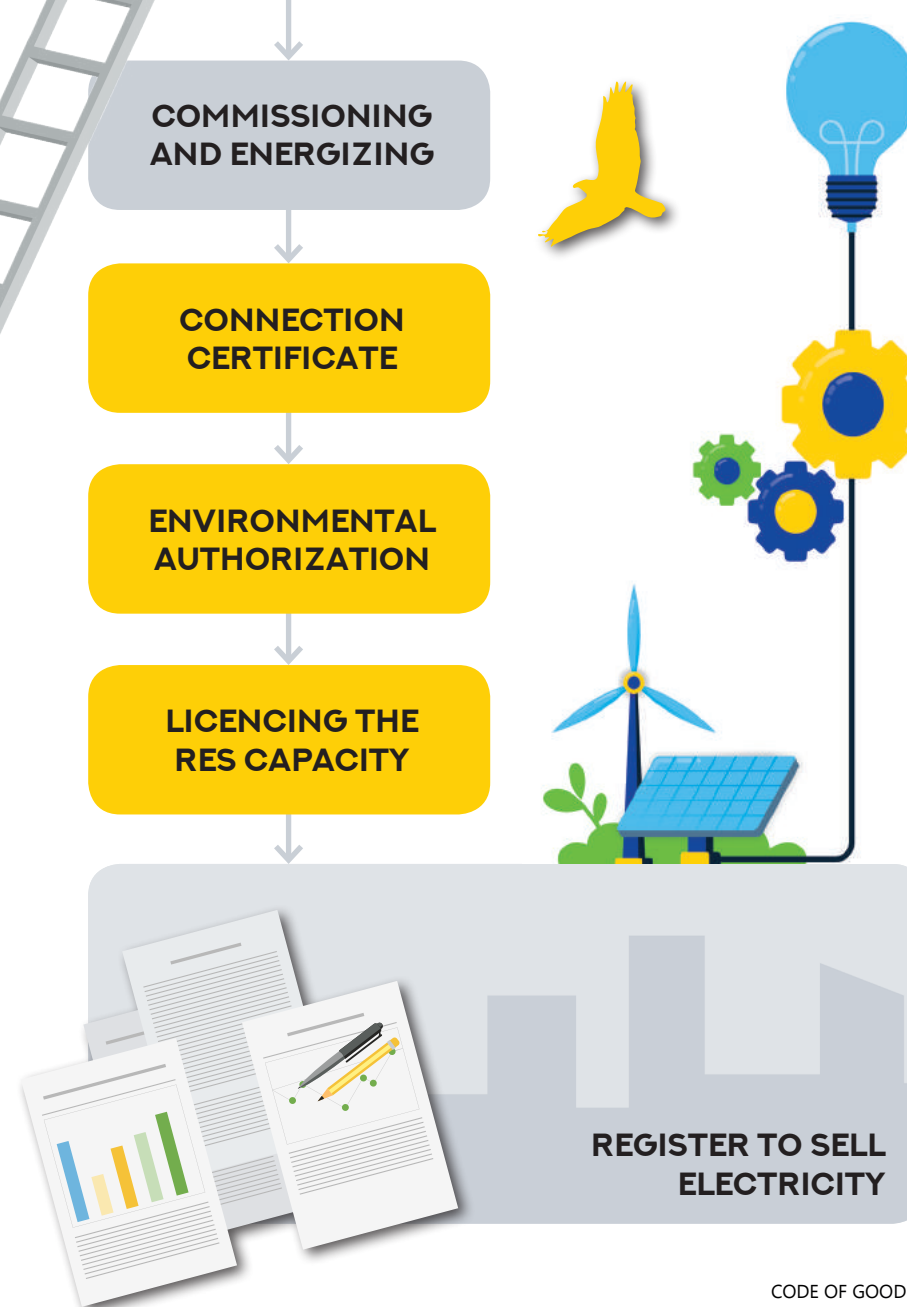 COMMISSIONING
AND ENERGIZING
CONNECTION
CERTIFICATE
ENVIRONMENTAL
AUTHORIZATION
LICENCING THE
RES CAPACITY
REGISTER TO SELL
ELECTRICITY
CODE OF GOOD